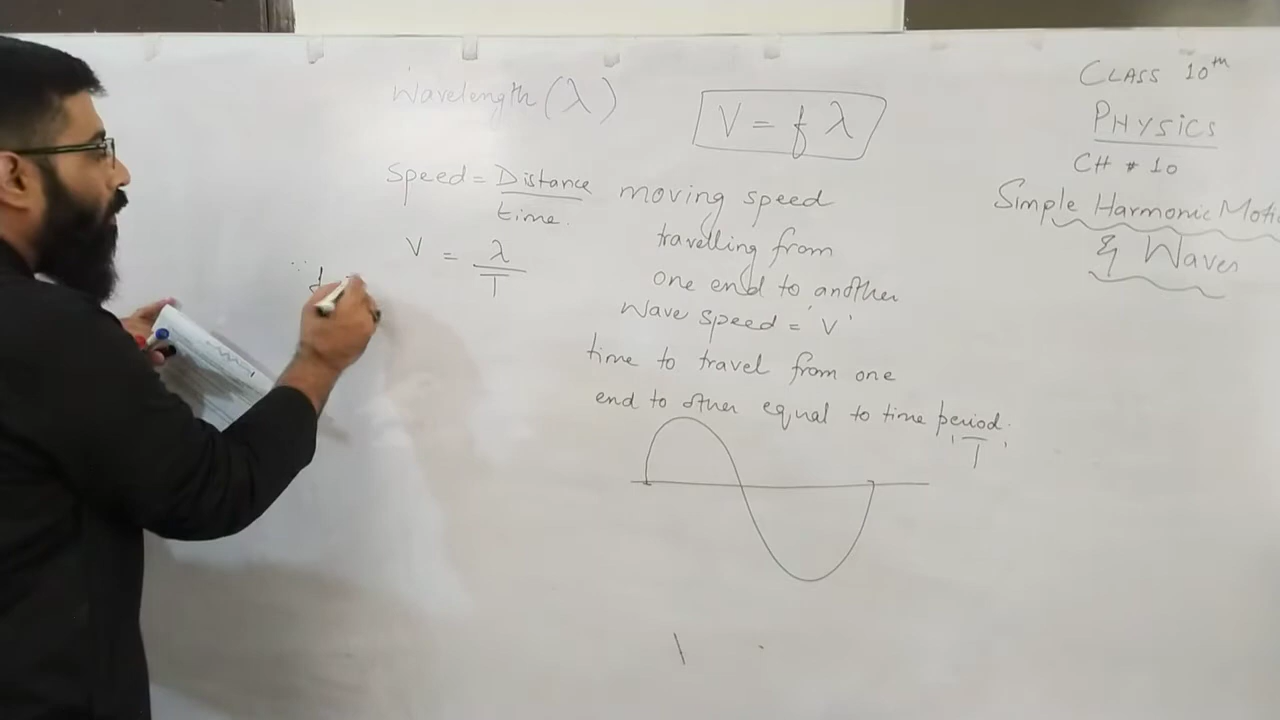 Wavelength (λ)
V = f λ
Speed = Distance
time.
V = λ
T
∵
moving speed
travelling from
one end to another
Wave speed = 'V'
time to travel from one
end to other equal to time period.
'T'
CLASS 10th
PHYSICS
CH # 10
Simple Harmonic Moti
& Waves